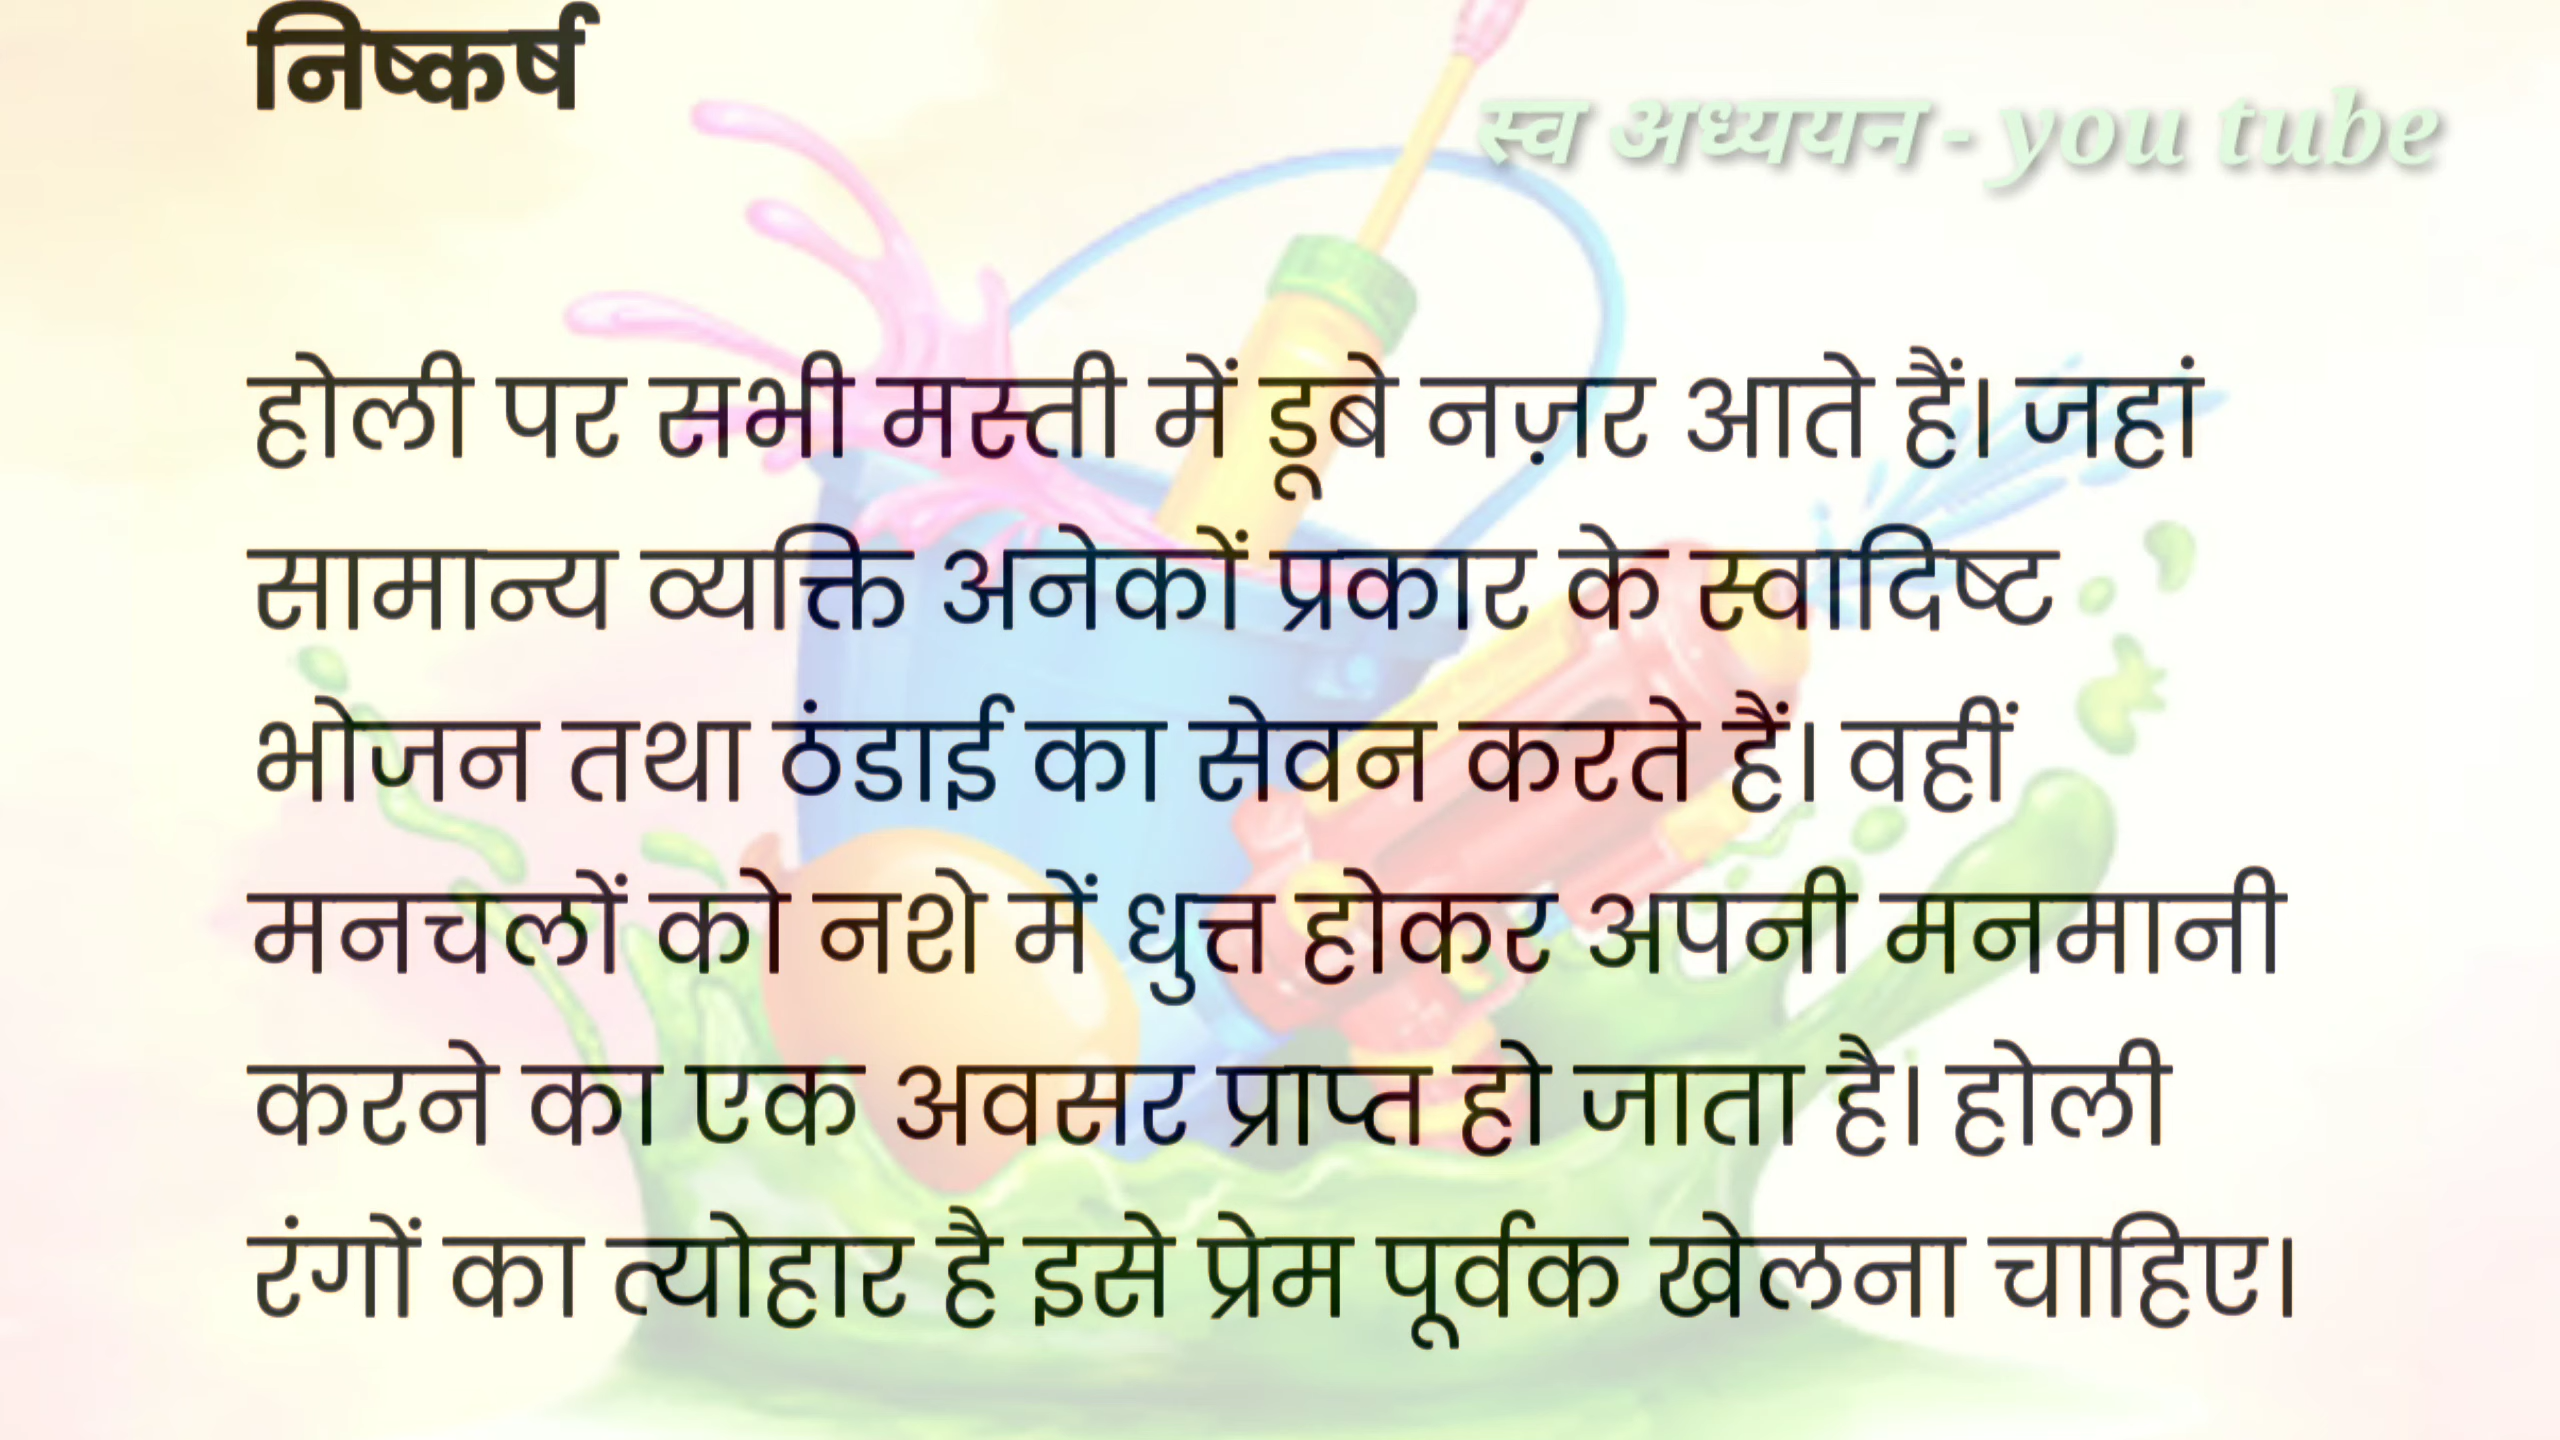 निष्कर्ष
स्व अध्ययन - you tube
होली पर सभी मस्ती में डूबे नज़र आते हैं। जहां
सामान्य व्यक्ति अनेकों प्रकार के स्वादिष्ट
भोजन तथा ठंडाई का सेवन करते हैं। वहीं
मनचलों को नशे में धुत्त होकर अपनी मनमानी
करने का एक अवसर प्राप्त हो जाता है। होली
रंगों का त्योहार है इसे प्रेम पूर्वक खेलना चाहिए।